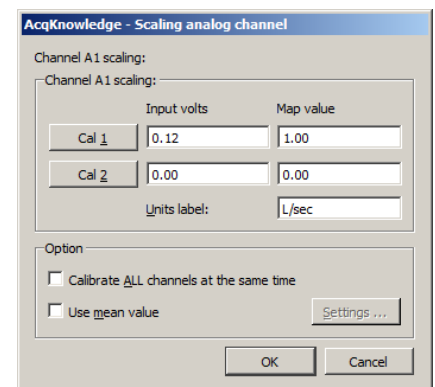 AcqKnowledge - Scaling analog channel
Channel A1 scaling:
Channel A1 scaling:
Input volts Map value
Cal 1 0.12 1.00
Cal 2 0.00 0.00
Units label: L/sec
Option
Calibrate ALL channels at the same time
Use mean value Settings ...
OK Cancel